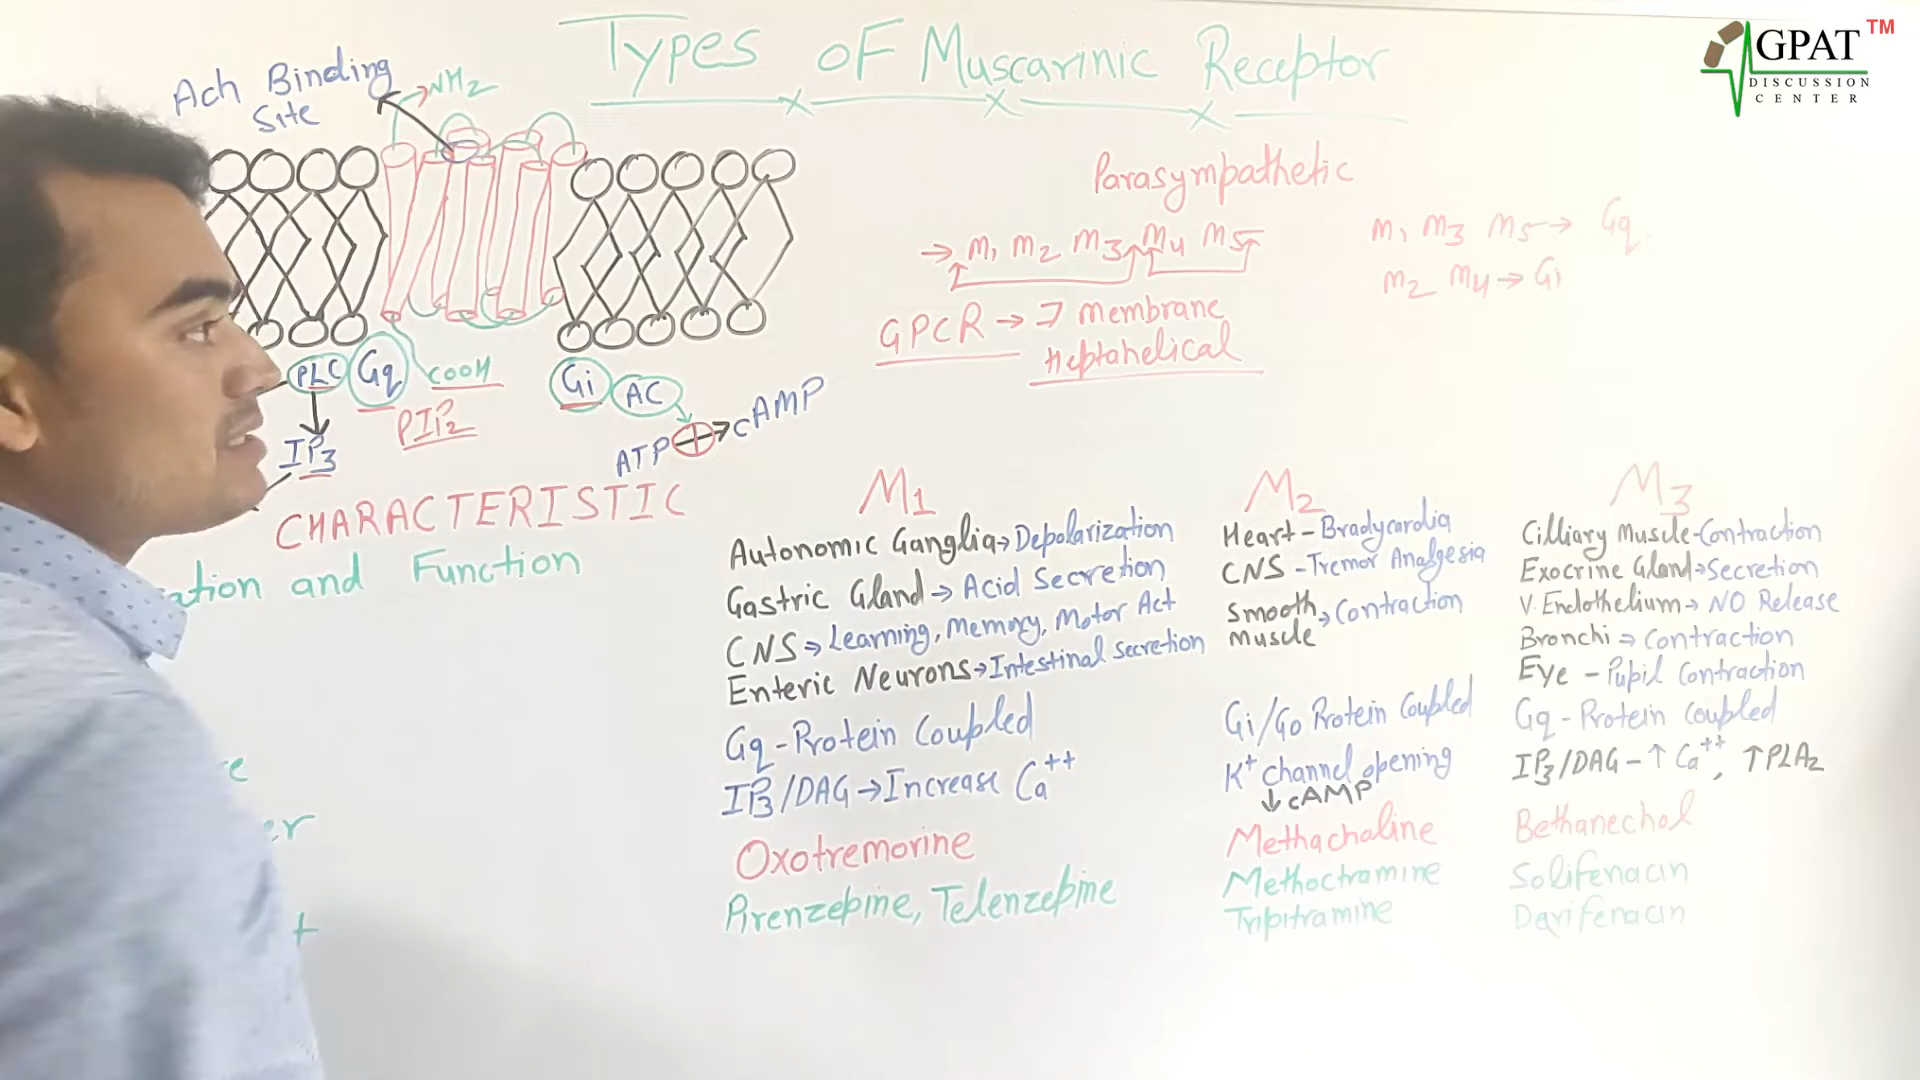 Types of Muscarinic Receptor
GPAT TM
DISCUSSION
CENTER
Ach Binding
Site
NH2
Parasympathetic
→ M1 M2 M3 M4 M5
M1 M3 M5 → Gq
M2 M4 → Gi
GPCR → 7 membrane
Heptahelical
PLC Gq COOH
PIP2
IP3
Gi AC
ATP → cAMP
CHARACTERISTIC
ation and Function
M1
Autonomic Ganglia → Depolarization
Gastric Gland → Acid Secretion
CNS → Learning, Memory, Motor Act
Enteric Neurons → Intestinal secretion
Gq - Protein Coupled
IP3/DAG → Increase Ca++
Oxotremorine
Pirenzepine, Telenzepine
M2
Heart - Bradycardia
CNS - Tremor Analgesia
Smooth muscle → Contraction
Gi/Go Protein Coupled
K+ channel opening
↓ cAMP
Methacholine
Methoctramine
Tripitramine
M3
Cilliary Muscle - Contraction
Exocrine Gland → Secretion
V. Endothelium → NO Release
Bronchi → Contraction
Eye - Pupil Contraction
Gq - Protein Coupled
IP3/DAG - ↑ Ca++, ↑ PLA2
Bethanechol
Solifenacin
Darifenacin